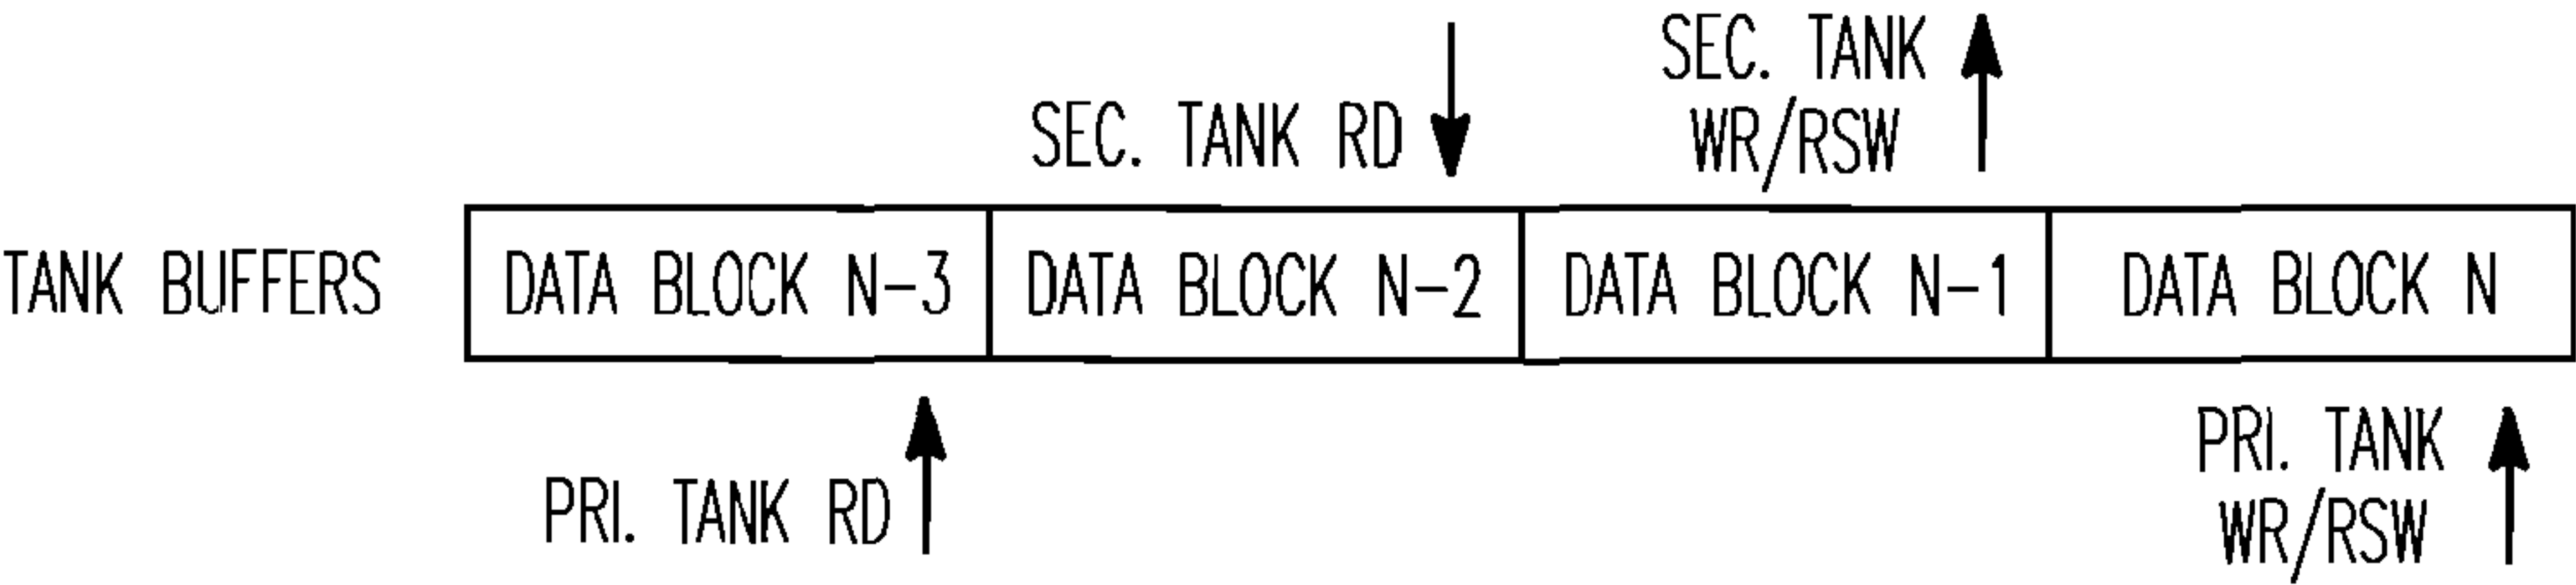 SEC. TANK
WR/RSW
SEC. TANK RD
TANK BUFFERS
DATA BLOCK N-3
DATA BLOCK N-2
DATA BLOCK N-1
DATA BLOCK N
PRI. TANK RD
PRI. TANK
WR/RSW